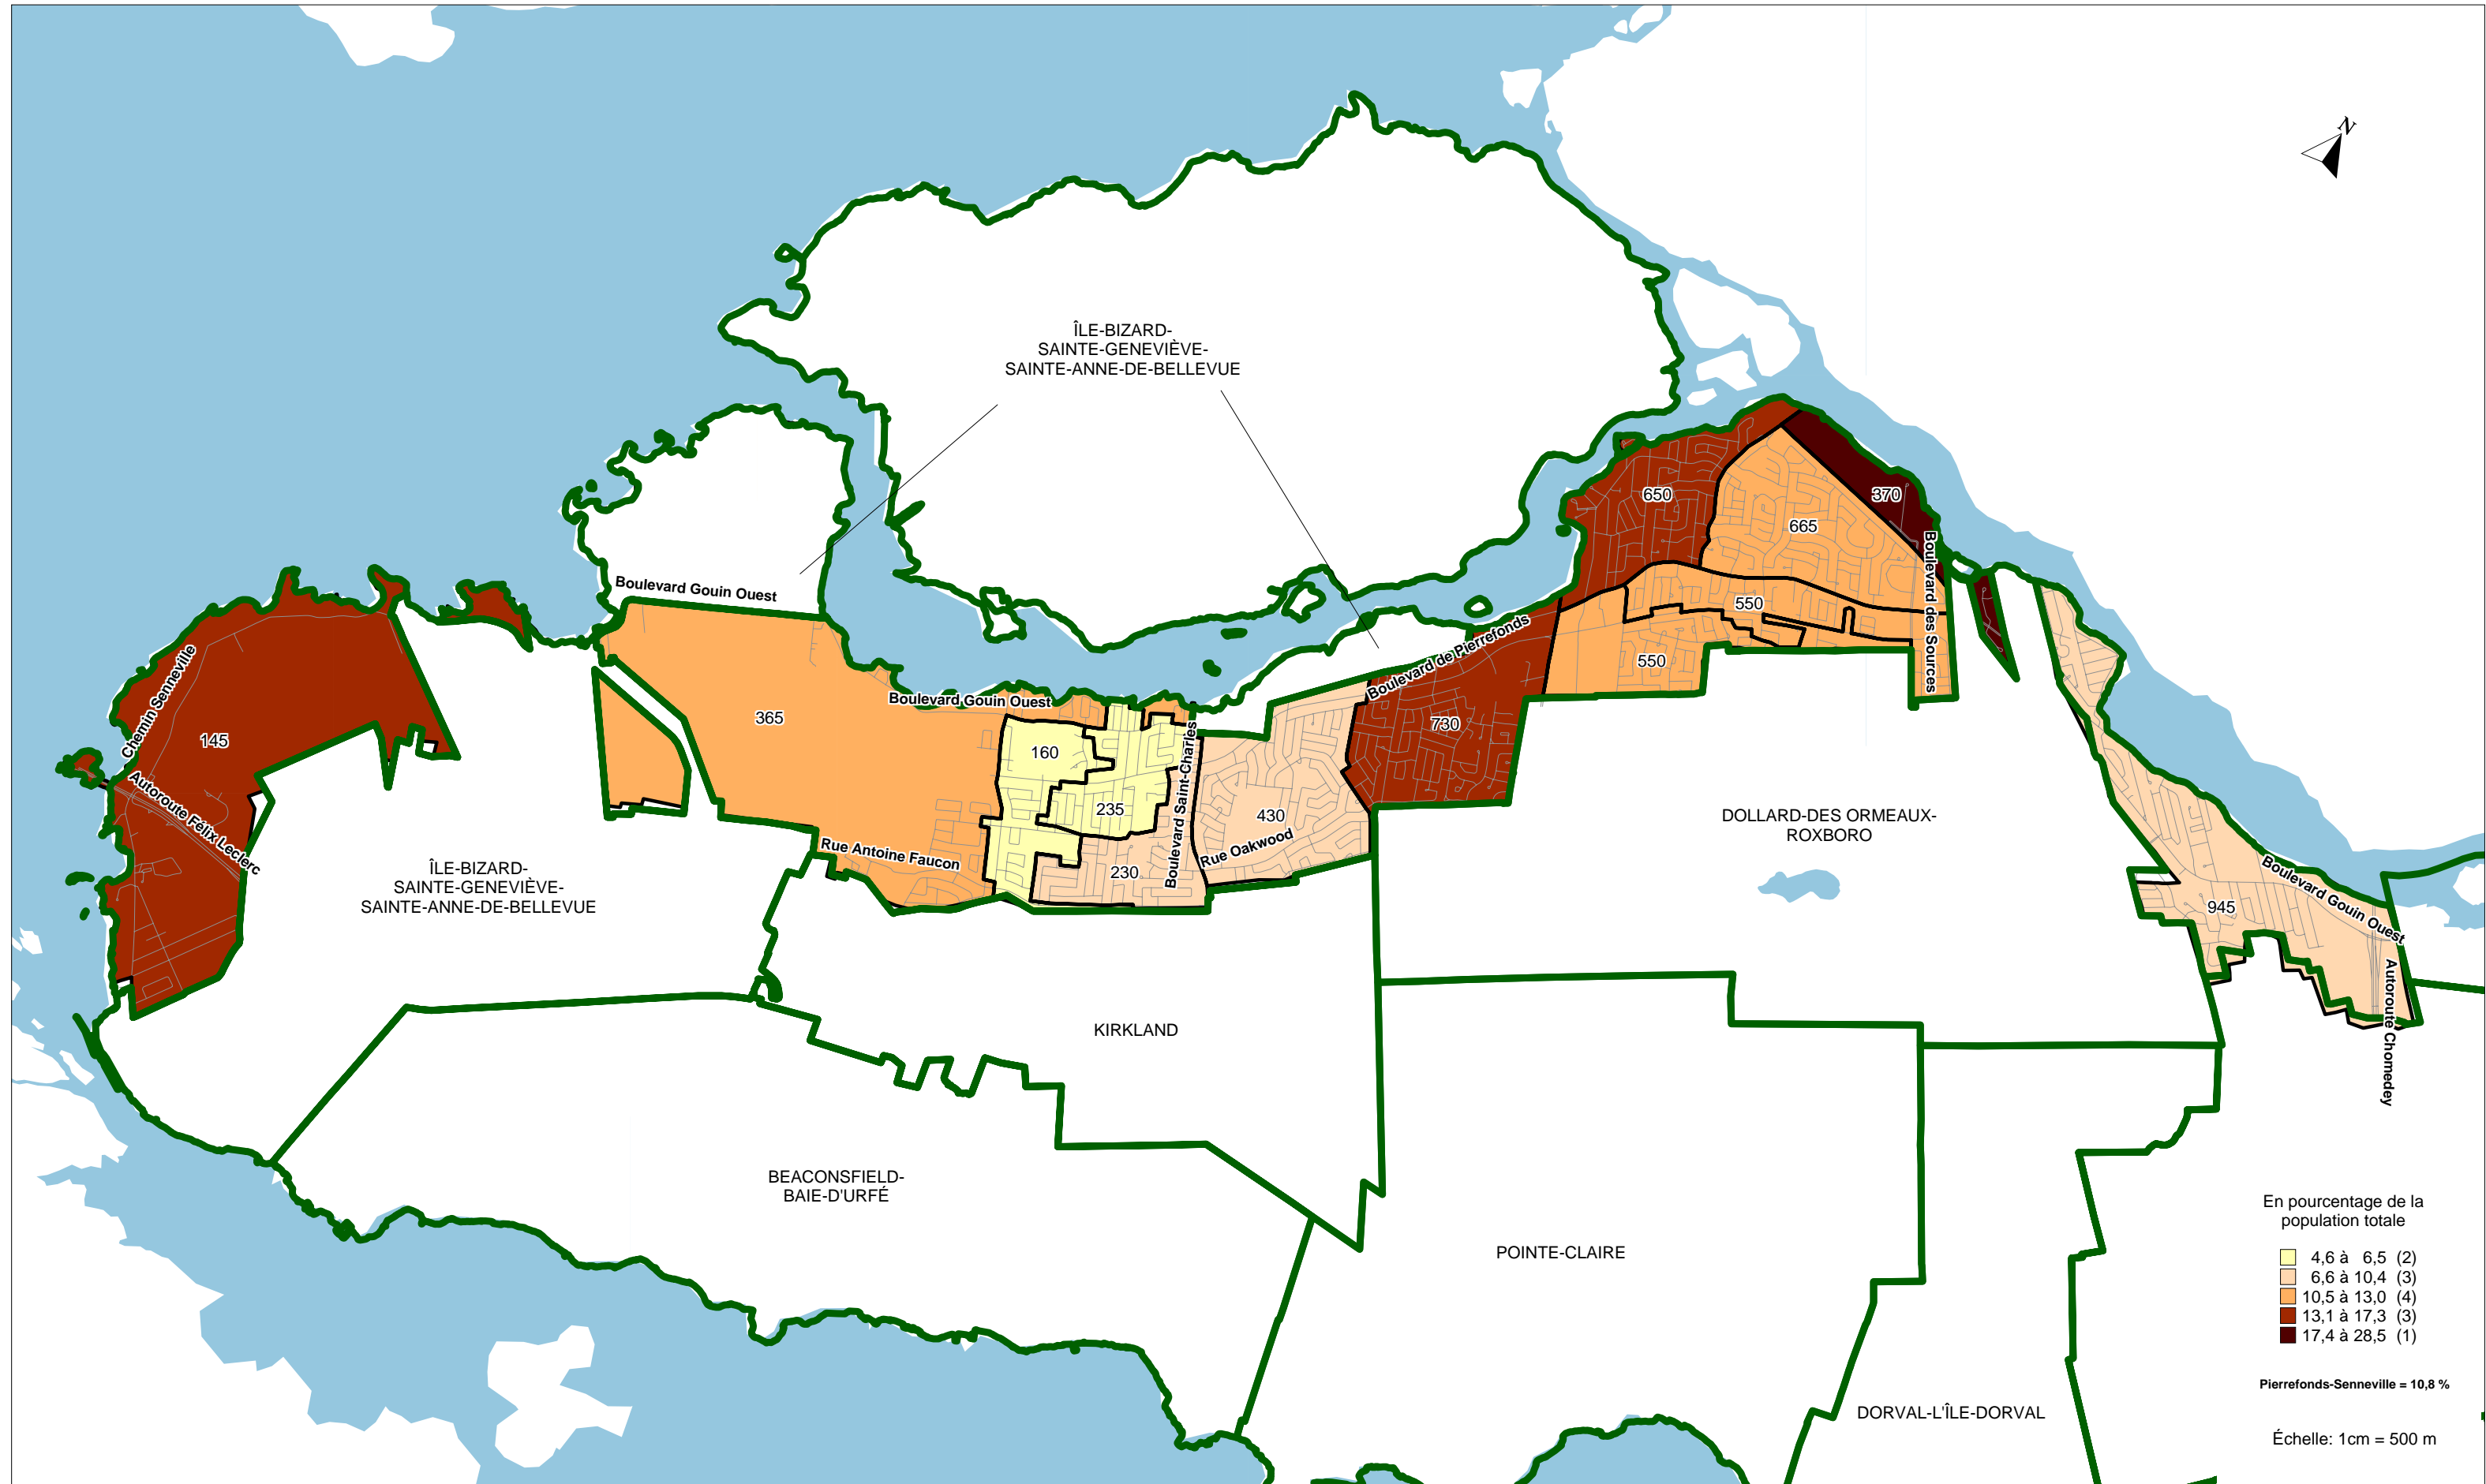 N
ÎLE-BIZARD-
SAINTE-GENEVIÈVE-
SAINTE-ANNE-DE-BELLEVUE
650
370
665
Boulevard des Sources
Boulevard Gouin Ouest
550
Boulevard de Pierrefonds
550
Chemin Senneville
145
365
Boulevard Gouin Ouest
730
160
Boulevard Saint-Charles
235
430
Autoroute Félix Leclerc
Rue Antoine Faucon
Rue Oakwood
230
DOLLARD-DES ORMEAUX-
ROXBORO
ÎLE-BIZARD-
SAINTE-GENEVIÈVE-
SAINTE-ANNE-DE-BELLEVUE
Boulevard Gouin Ouest
945
Autoroute Chomedey
KIRKLAND
BEACONSFIELD-
BAIE-D'URFÉ
POINTE-CLAIRE
DORVAL-L'ÎLE-DORVAL
En pourcentage de la
population totale
4,6 à 6,5 (2)
6,6 à 10,4 (3)
10,5 à 13,0 (4)
13,1 à 17,3 (3)
17,4 à 28,5 (1)
Pierrefonds-Senneville = 10,8 %
Échelle: 1cm = 500 m